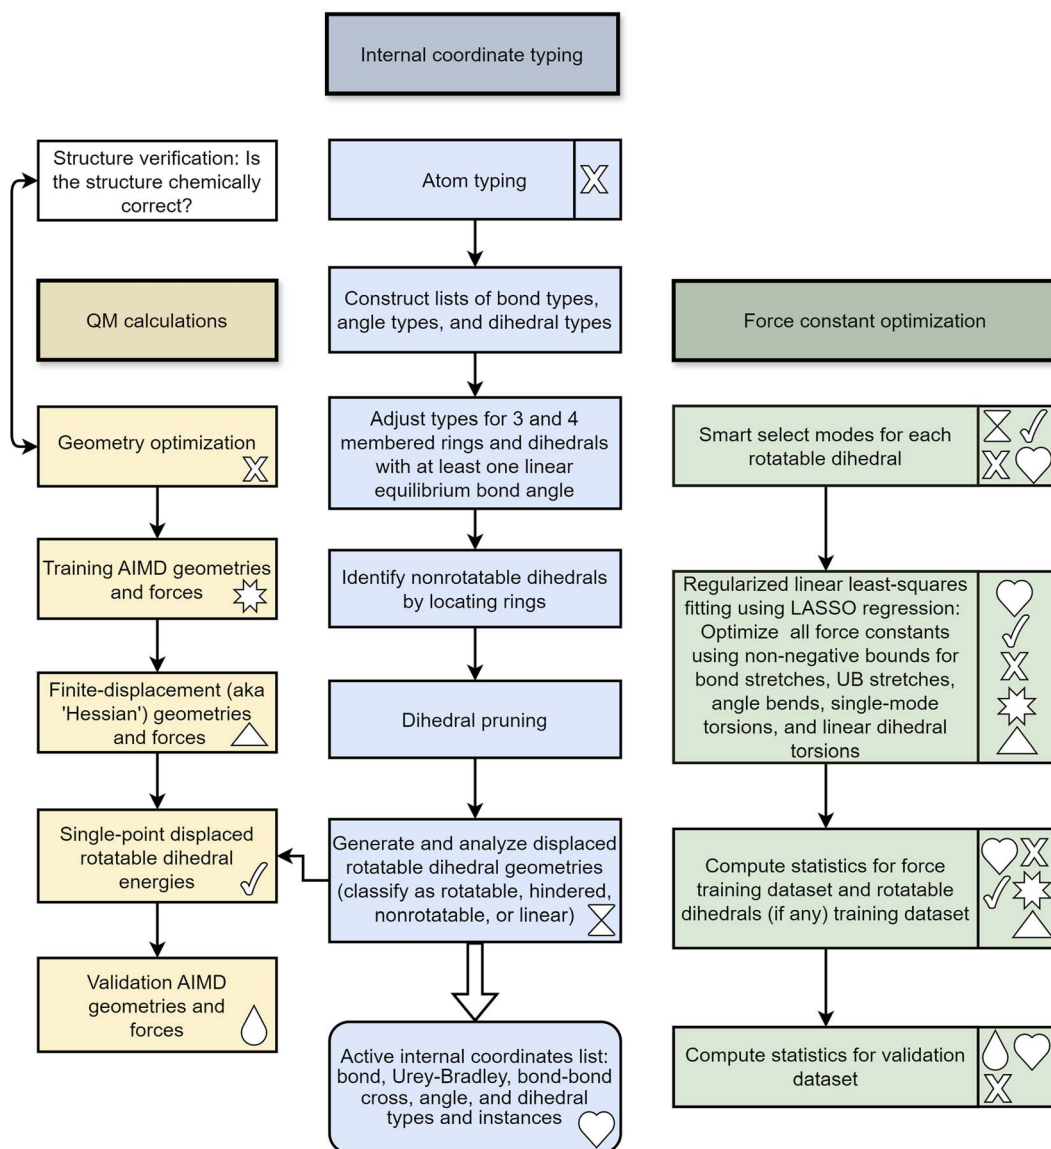 Internal coordinate typing
Structure verification: Is
the structure chemically
correct?
QM calculations
Geometry optimization
Training AIMD geometries
and forces
Finite-displacement (aka
'Hessian') geometries
and forces
Single-point displaced
rotatable dihedral
energies
Validation AIMD
geometries and
forces
Atom typing
Construct lists of bond types,
angle types, and dihedral types
Adjust types for 3 and 4
membered rings and dihedrals
with at least one linear
equilibrium bond angle
Identify nonrotatable dihedrals
by locating rings
Dihedral pruning
Generate and analyze displaced
rotatable dihedral geometries
(classify as rotatable, hindered,
nonrotatable, or linear)
Active internal coordinates list:
bond, Urey-Bradley, bond-bond
cross, angle, and dihedral
types and instances
Force constant optimization
Smart select modes for each
rotatable dihedral
Regularized linear least-squares
fitting using LASSO regression:
Optimize all force constants
using non-negative bounds for
bond stretches, UB stretches,
angle bends, single-mode
torsions, and linear dihedral
torsions
Compute statistics for force
training dataset and rotatable
dihedrals (if any) training dataset
Compute statistics for validation
dataset